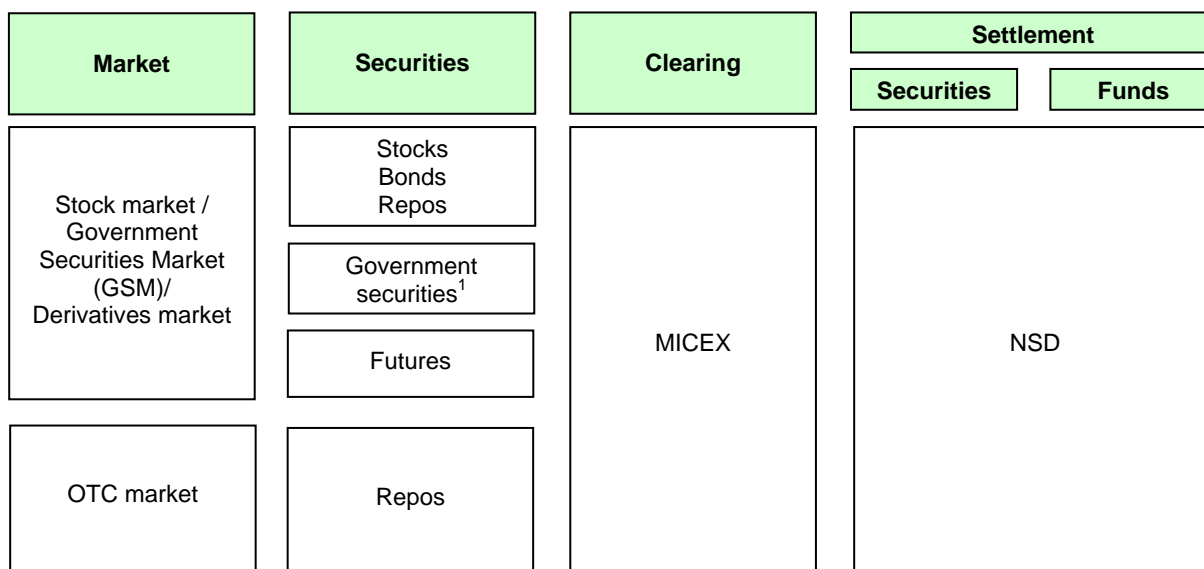 Market
Securities
Clearing
Settlement
Securities
Funds
Stock market /
Government
Securities Market
(GSM)/
Derivatives market
Stocks
Bonds
Repos
Government
securities¹
Futures
MICEX
NSD
OTC market
Repos